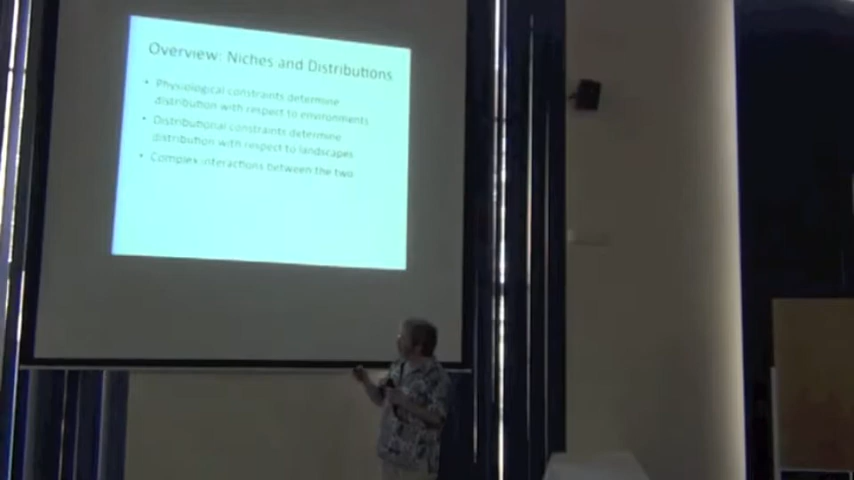 Overview: Niches and Distributions
• Physiological constraints determine
distribution with respect to environments
• Distributional constraints determine
distribution with respect to landscapes
• Complex interactions between the two